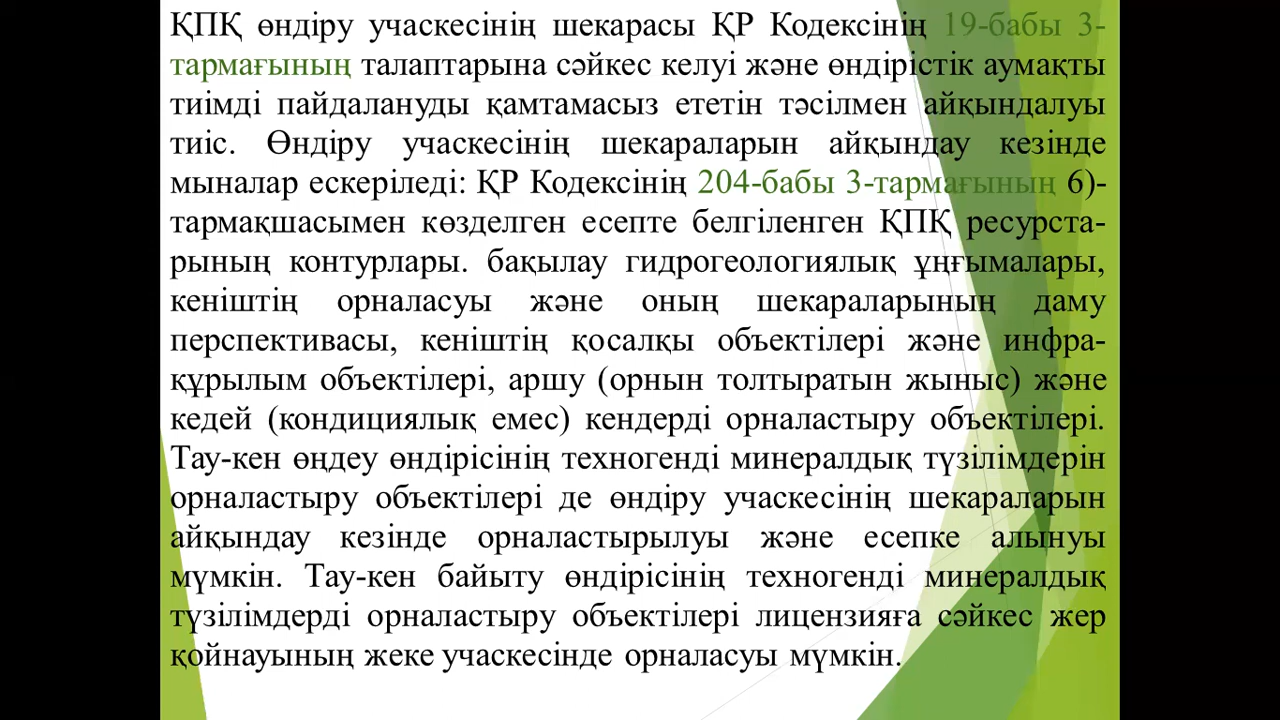 ҚПҚ өндіру учаскесінің шекарасы ҚР Кодексінің 19-бабы 3-
тармағының талаптарына сәйкес келуі және өндірістік аумақты
тиімді пайдалануды қамтамасыз ететін тәсілмен айқындалуы
тиіс. Өндіру учаскесінің шекараларын айқындау кезінде
мыналар ескеріледі: ҚР Кодексінің 204-бабы 3-тармағының 6)-
тармақшасымен көзделген есепте белгіленген ҚПҚ ресурста-
рының контурлары. бақылау гидрогеологиялық ұңғымалары,
кеніштің орналасуы және оның шекараларының даму
перспективасы, кеніштің қосалқы объектілері және инфра-
құрылым объектілері, аршу (орнын толтыратын жыныс) және
кедей (кондициялық емес) кендерді орналастыру объектілері.
Тау-кен өңдеу өндірісінің техногенді минералдық түзілімдерін
орналастыру объектілері де өндіру учаскесінің шекараларын
айқындау кезінде орналастырылуы және есепке алынуы
мүмкін. Тау-кен байыту өндірісінің техногенді минералдық
түзілімдерді орналастыру объектілері лицензияға сәйкес жер
қойнауының жеке учаскесінде орналасуы мүмкін.